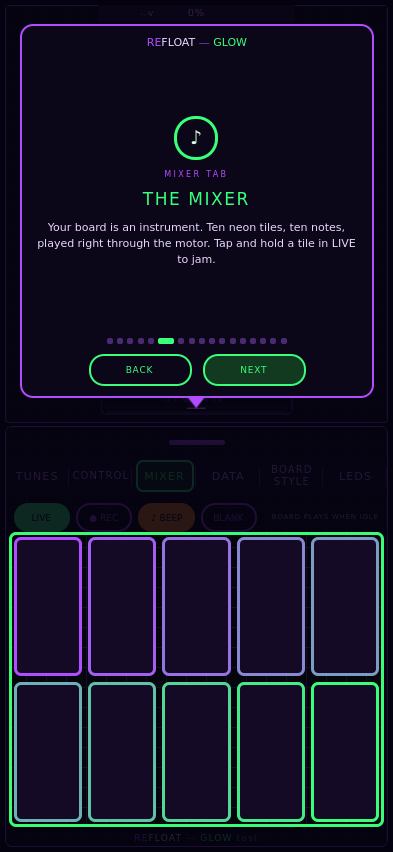 0%
REFLOAT — GLOW
♪
MIXER TAB
THE MIXER
Your board is an instrument. Ten neon tiles, ten notes,
played right through the motor. Tap and hold a tile in LIVE
to jam.
BACK NEXT
TUNES CONTROL MIXER DATA BOARD STYLE LEDS
LIVE ● REC ♪ BEEP BLANK BOARD PLAYS WHEN IDLE
REFLOAT — GLOW